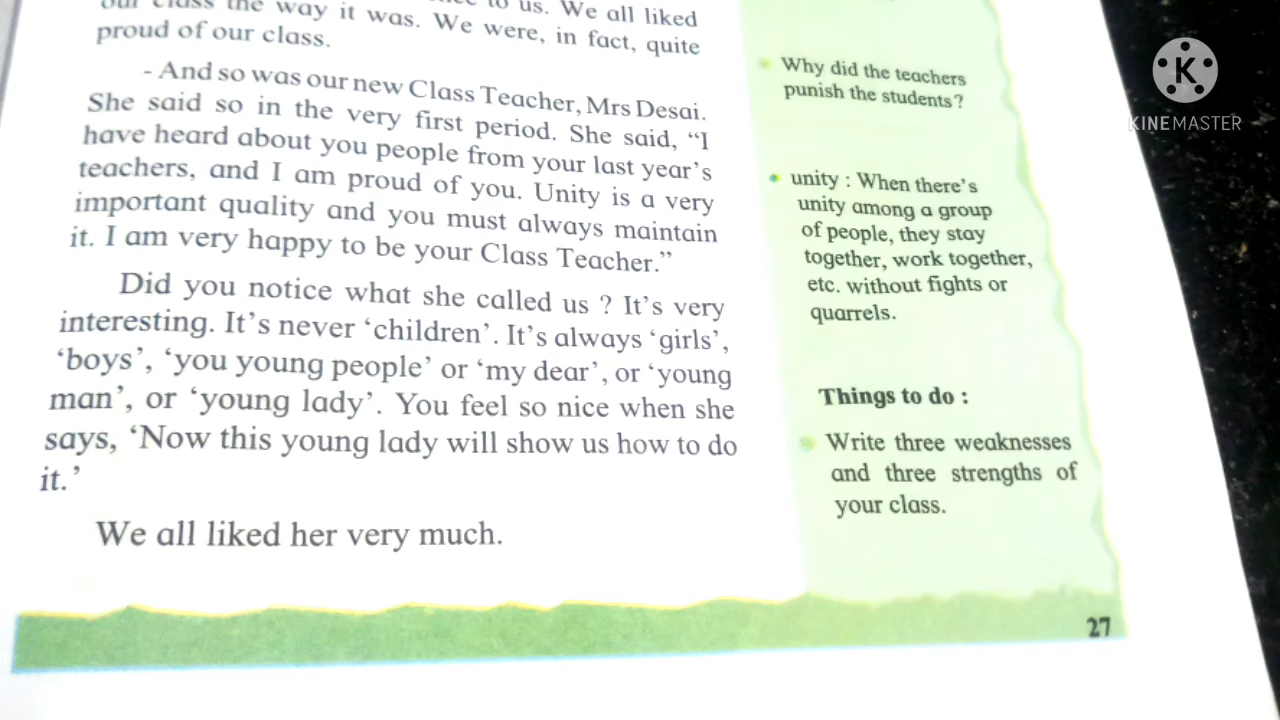 to us. We all liked
our class the way it was. We were, in fact, quite
proud of our class.
- And so was our new Class Teacher, Mrs Desai.
She said so in the very first period. She said, “I
have heard about you people from your last year’s
teachers, and I am proud of you. Unity is a very
important quality and you must always maintain
it. I am very happy to be your Class Teacher.”
Did you notice what she called us ? It’s very
interesting. It’s never ‘children’. It’s always ‘girls’,
‘boys’, ‘you young people’ or ‘my dear’, or ‘young
man’, or ‘young lady’. You feel so nice when she
says, ‘Now this young lady will show us how to do
it.’
We all liked her very much.
Why did the teachers
punish the students?
• unity : When there’s
unity among a group
of people, they stay
together, work together,
etc. without fights or
quarrels.
Things to do :
Write three weaknesses
and three strengths of
your class.
27
K
KINEMASTER